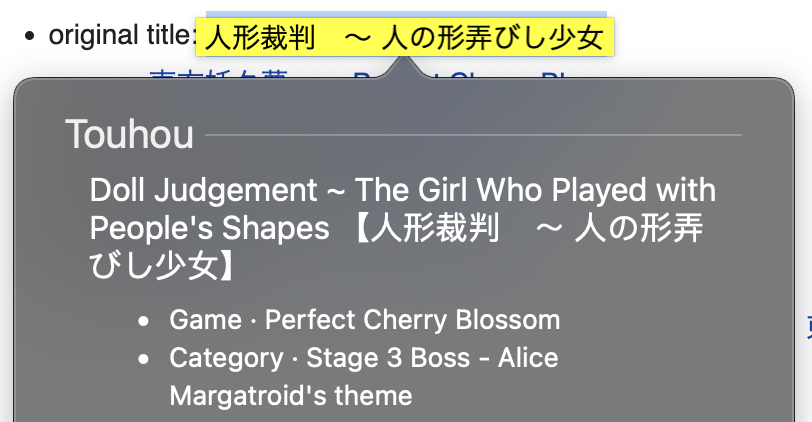 • original title: 人形裁判　～ 人の形弄びし少女
Touhou
Doll Judgement ~ The Girl Who Played with
People's Shapes 【人形裁判　～ 人の形弄
びし少女】
• Game · Perfect Cherry Blossom
• Category · Stage 3 Boss - Alice
Margatroid's theme